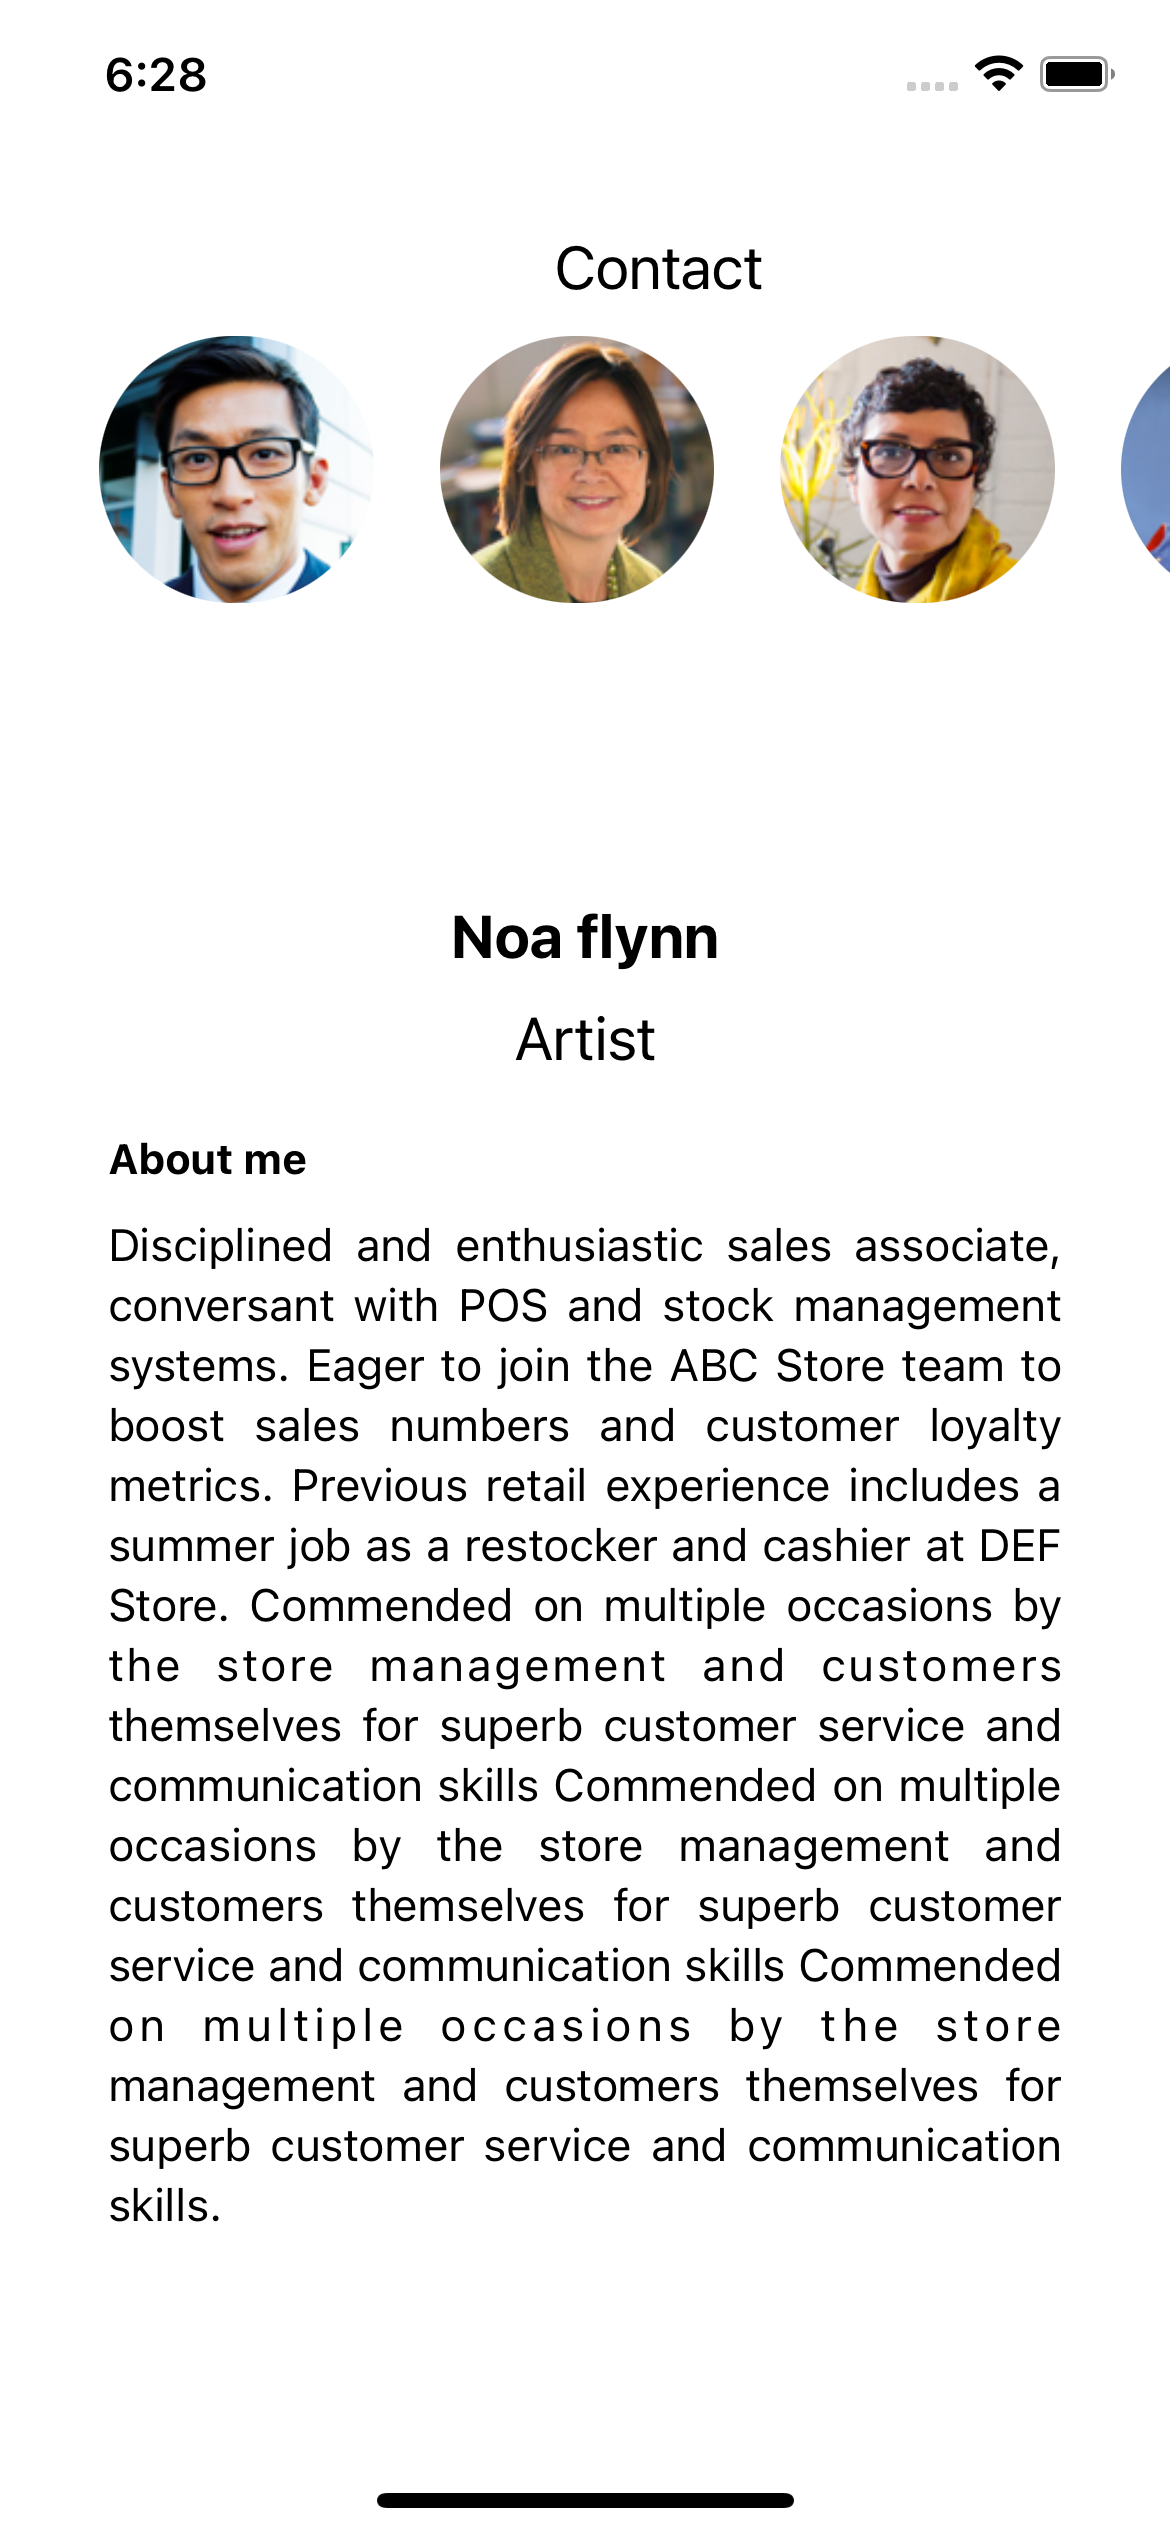 6:28
Contact
Noa flynn
Artist
About me
Disciplined and enthusiastic sales associate,
conversant with POS and stock management
systems. Eager to join the ABC Store team to
boost sales numbers and customer loyalty
metrics. Previous retail experience includes a
summer job as a restocker and cashier at DEF
Store. Commended on multiple occasions by
the store management and customers
themselves for superb customer service and
communication skills Commended on multiple
occasions by the store management and
customers themselves for superb customer
service and communication skills Commended
on multiple occasions by the store
management and customers themselves for
superb customer service and communication
skills.